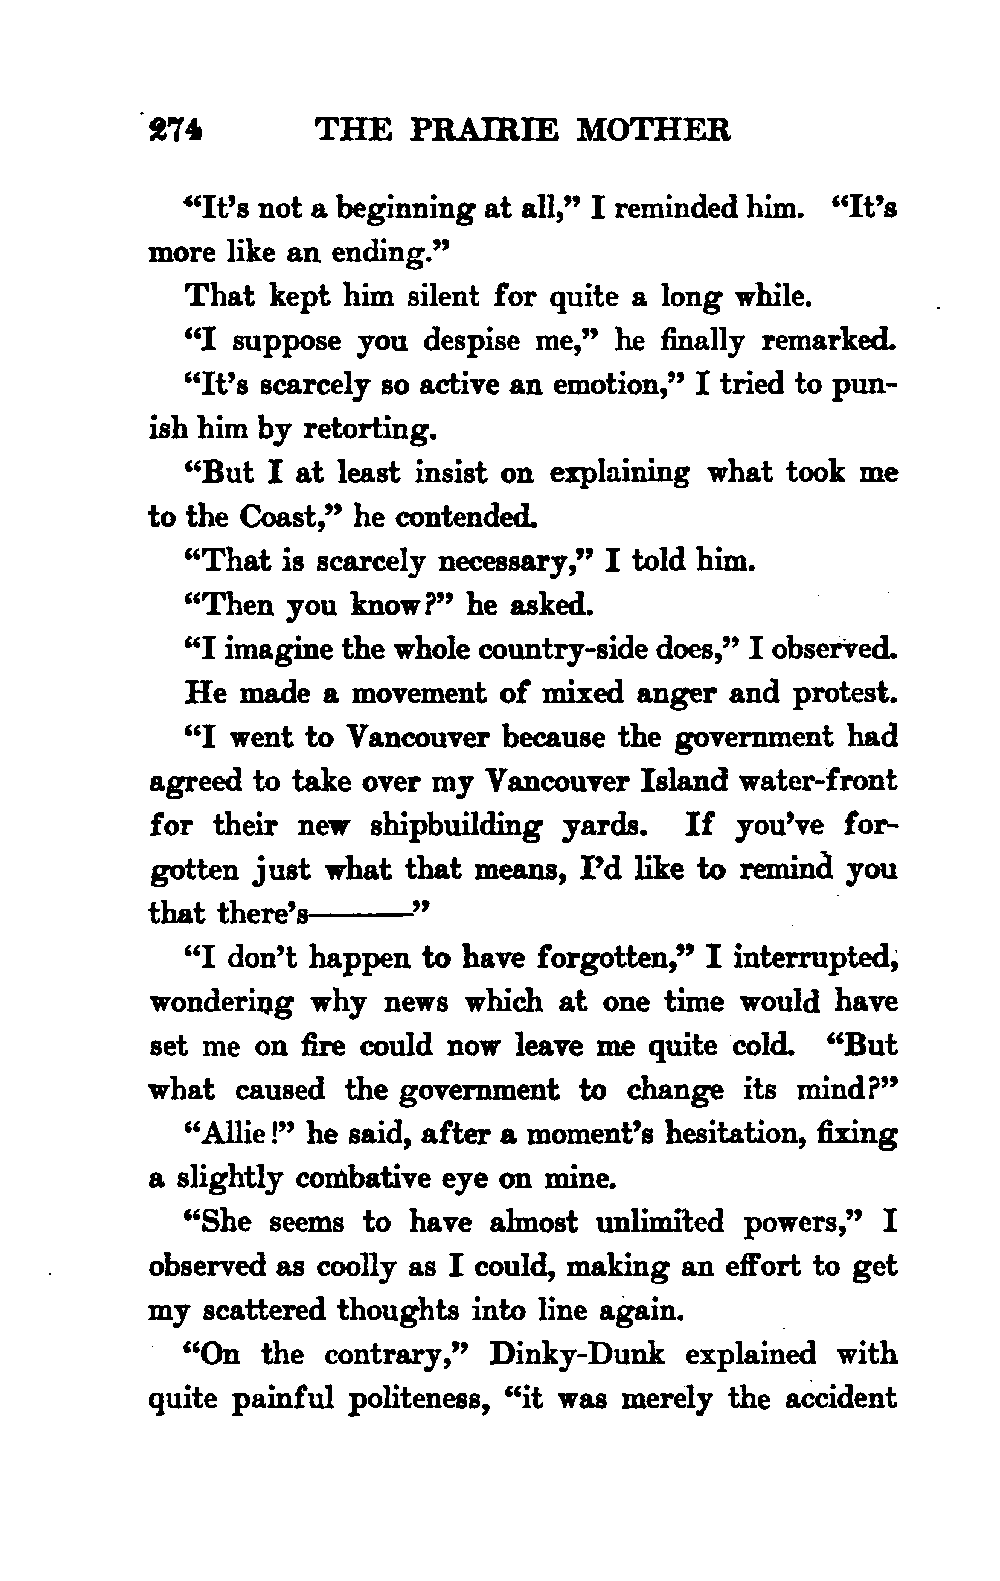 274 THE PRAIRIE MOTHER
“It’s not a beginning at all,” I reminded him. “It’s
more like an ending.”
That kept him silent for quite a long while.
“I suppose you despise me,” he finally remarked.
“It’s scarcely so active an emotion,” I tried to pun-
ish him by retorting.
“But I at least insist on explaining what took me
to the Coast,” he contended.
“That is scarcely necessary,” I told him.
“Then you know?” he asked.
“I imagine the whole country-side does,” I observed.
He made a movement of mixed anger and protest.
“I went to Vancouver because the government had
agreed to take over my Vancouver Island water-front
for their new shipbuilding yards. If you’ve for-
gotten just what that means, I’d like to remind you
that there’s———”
“I don’t happen to have forgotten,” I interrupted,
wondering why news which at one time would have
set me on fire could now leave me quite cold. “But
what caused the government to change its mind?”
“Allie!” he said, after a moment’s hesitation, fixing
a slightly combative eye on mine.
“She seems to have almost unlimited powers,” I
observed as coolly as I could, making an effort to get
my scattered thoughts into line again.
“On the contrary,” Dinky-Dunk explained with
quite painful politeness, “it was merely the accident